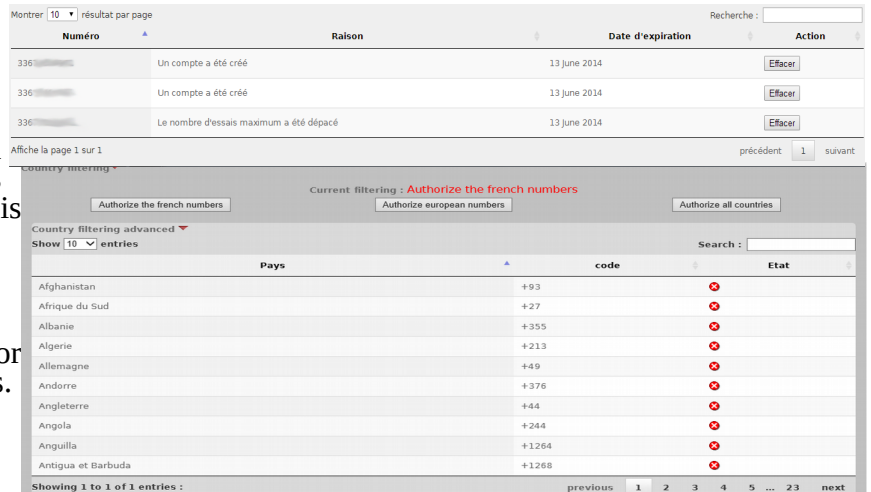 Montrer 10 résultat par page Recherche :
Numéro Raison Date d'expiration Action
336 Un compte a été créé 13 June 2014 Effacer
336 Un compte a été créé 13 June 2014 Effacer
336 Le nombre d'essais maximum a été dépacé 13 June 2014 Effacer
Affiche la page 1 sur 1 précédent 1 suivant
Country filtering
Current filtering : Authorize the french numbers
is
Authorize the french numbers Authorize european numbers Authorize all countries
Country filtering advanced
Show 10 entries Search :
Pays code Etat
Afghanistan +93
Afrique du Sud +27
Albanie +355
Algerie +213
or
Allemagne +49
Andorre +376
s.
Angleterre +44
Angola +244
Anguilla +1264
Antigua et Barbuda +1268
Showing 1 to 1 of 1 entries : previous 1 2 3 4 5 ... 23 next